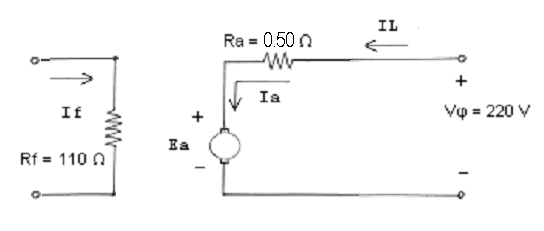 IL
Ra = 0.50 Ω
Ia
+
Vφ = 220 V
-
If
Rf = 110 Ω
+
Ea
-